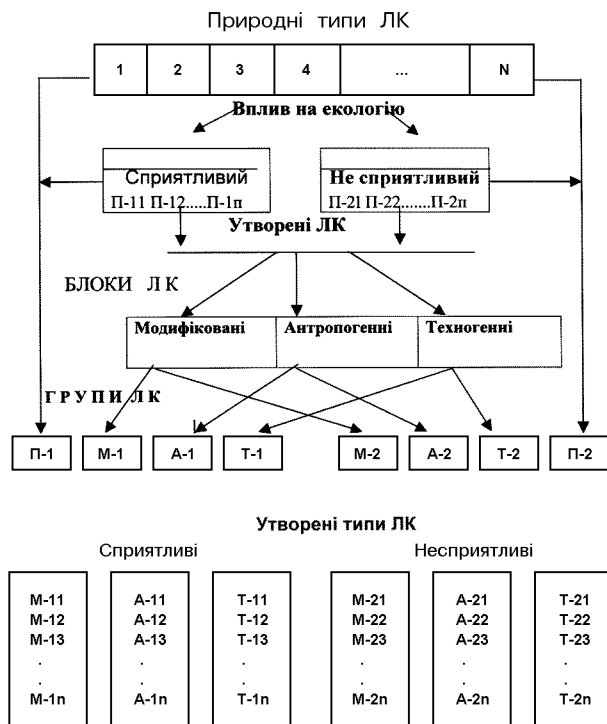 Природні типи ЛК
1 2 3 4 ... N
Вплив на екологію
Сприятливий Не сприятливий
П-11 П-12.....П-1п П-21 П-22.......П-2п
Утворені ЛК
БЛОКИ Л К
Модифіковані Антропогенні Техногенні
Г Р У П И Л К
П-1 М-1 А-1 Т-1 М-2 А-2 Т-2 П-2
Утворені типи ЛК
Сприятливі Несприятливі
М-11 А-11 Т-11 М-21 А-21 Т-21
М-12 А-12 Т-12 М-22 А-22 Т-22
М-13 А-13 Т-13 М-23 А-23 Т-23
. . . . . .
. . . . . .
М-1n А-1n Т-1n М-2n А-2n Т-2n